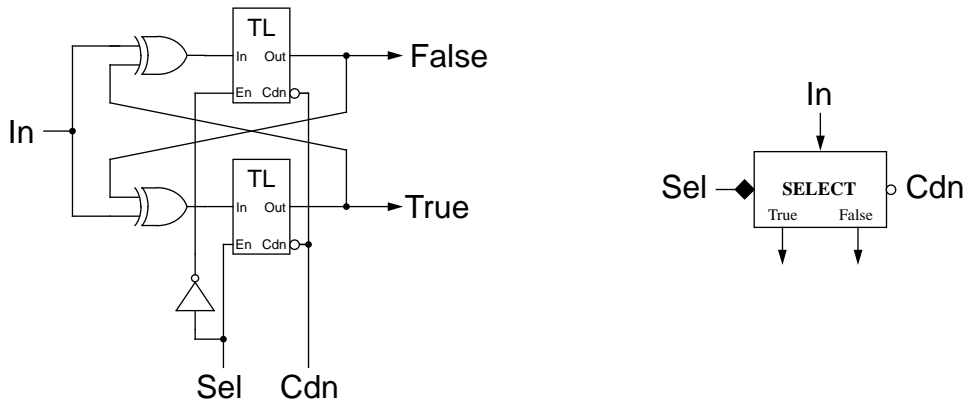 TL
In Out
En Cdn
False
In
TL
In Out
En Cdn
True
Sel Cdn
In
Sel SELECT Cdn
True False